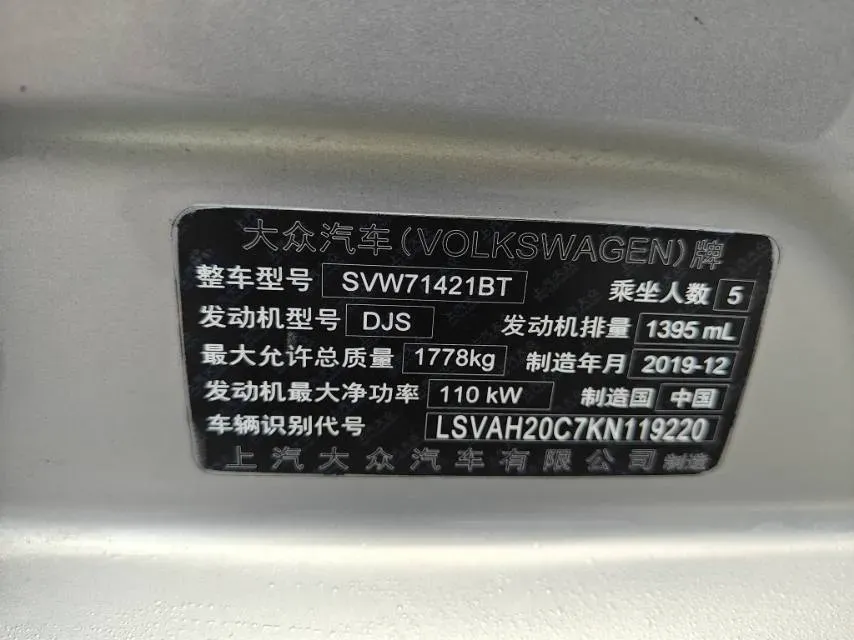 大众汽车(VOLKSWAGEN)牌
整车型号 SVW71421BT 乘坐人数 5
发动机型号 DJS 发动机排量 1395 mL
最大允许总质量 1778kg 制造年月 2019-12
发动机最大净功率 110 kW 制造国 中国
车辆识别代号 LSVAH20C7KN119220
上汽大众汽车有限公司 制造